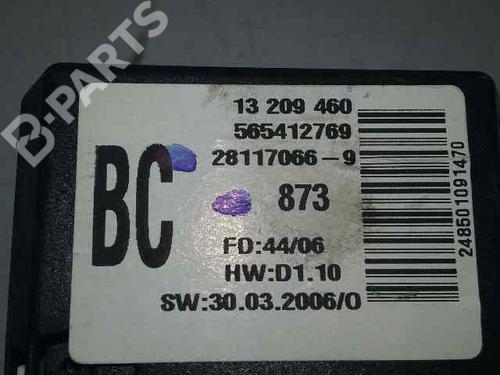 B-PARTS
13 209 460
565412769
28117066-9
BC
873
FD:44/06
HW:D1.10
SW:30.03.2006/0
248501091470